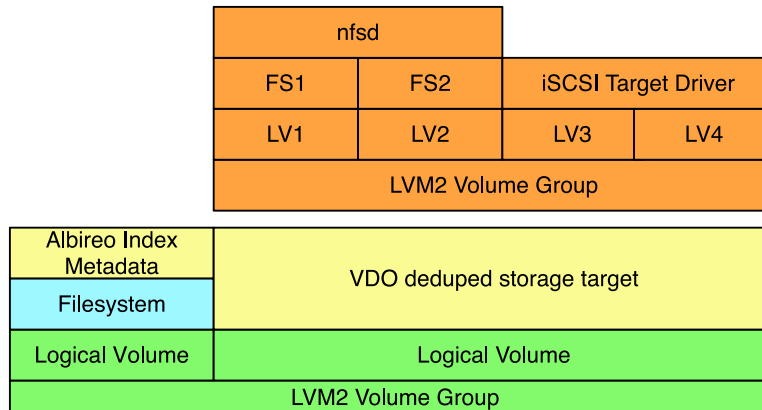 nfsd
FS1 FS2 iSCSI Target Driver
LV1 LV2 LV3 LV4
LVM2 Volume Group
Albireo Index
Metadata
VDO deduped storage target
Filesystem
Logical Volume Logical Volume
LVM2 Volume Group